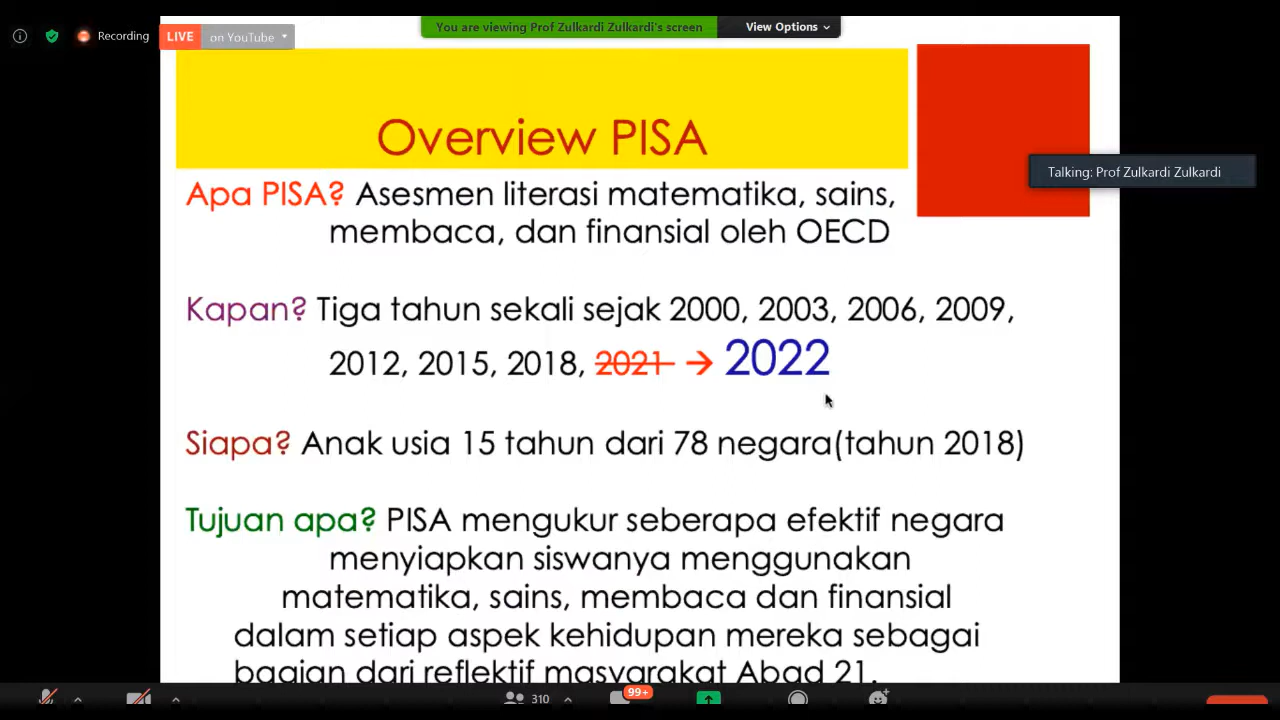 Recording
LIVE on YouTube
You are viewing Prof Zulkardi Zulkardi's screen
View Options
Overview PISA
Talking: Prof Zulkardi Zulkardi
Apa PISA? Asesmen literasi matematika, sains,
membaca, dan finansial oleh OECD
Kapan? Tiga tahun sekali sejak 2000, 2003, 2006, 2009,
2012, 2015, 2018, 2021 → 2022
Siapa? Anak usia 15 tahun dari 78 negara(tahun 2018)
Tujuan apa? PISA mengukur seberapa efektif negara
menyiapkan siswanya menggunakan
matematika, sains, membaca dan finansial
dalam setiap aspek kehidupan mereka sebagai
bagian dari reflektif masyarakat Abad 21.
310
99+